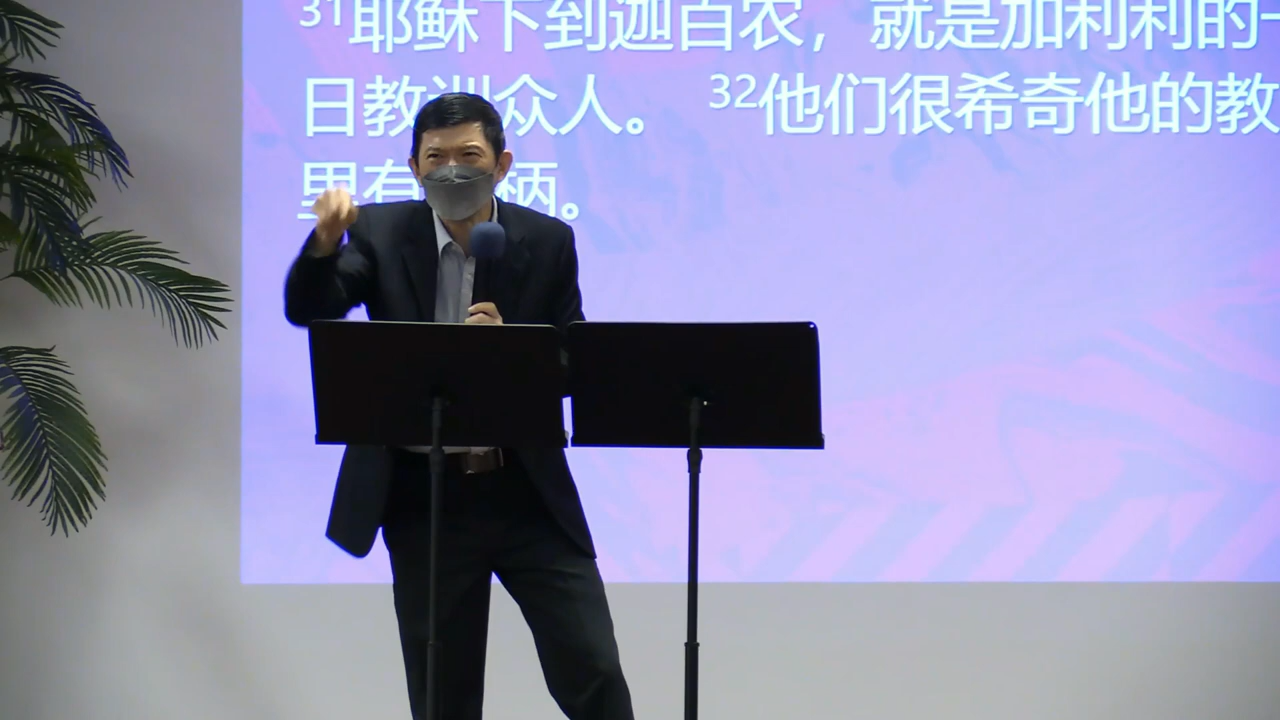 31耶稣下到迦百农，就是加利利的
日教训众人。 32他们很希奇他的教
里有 柄。